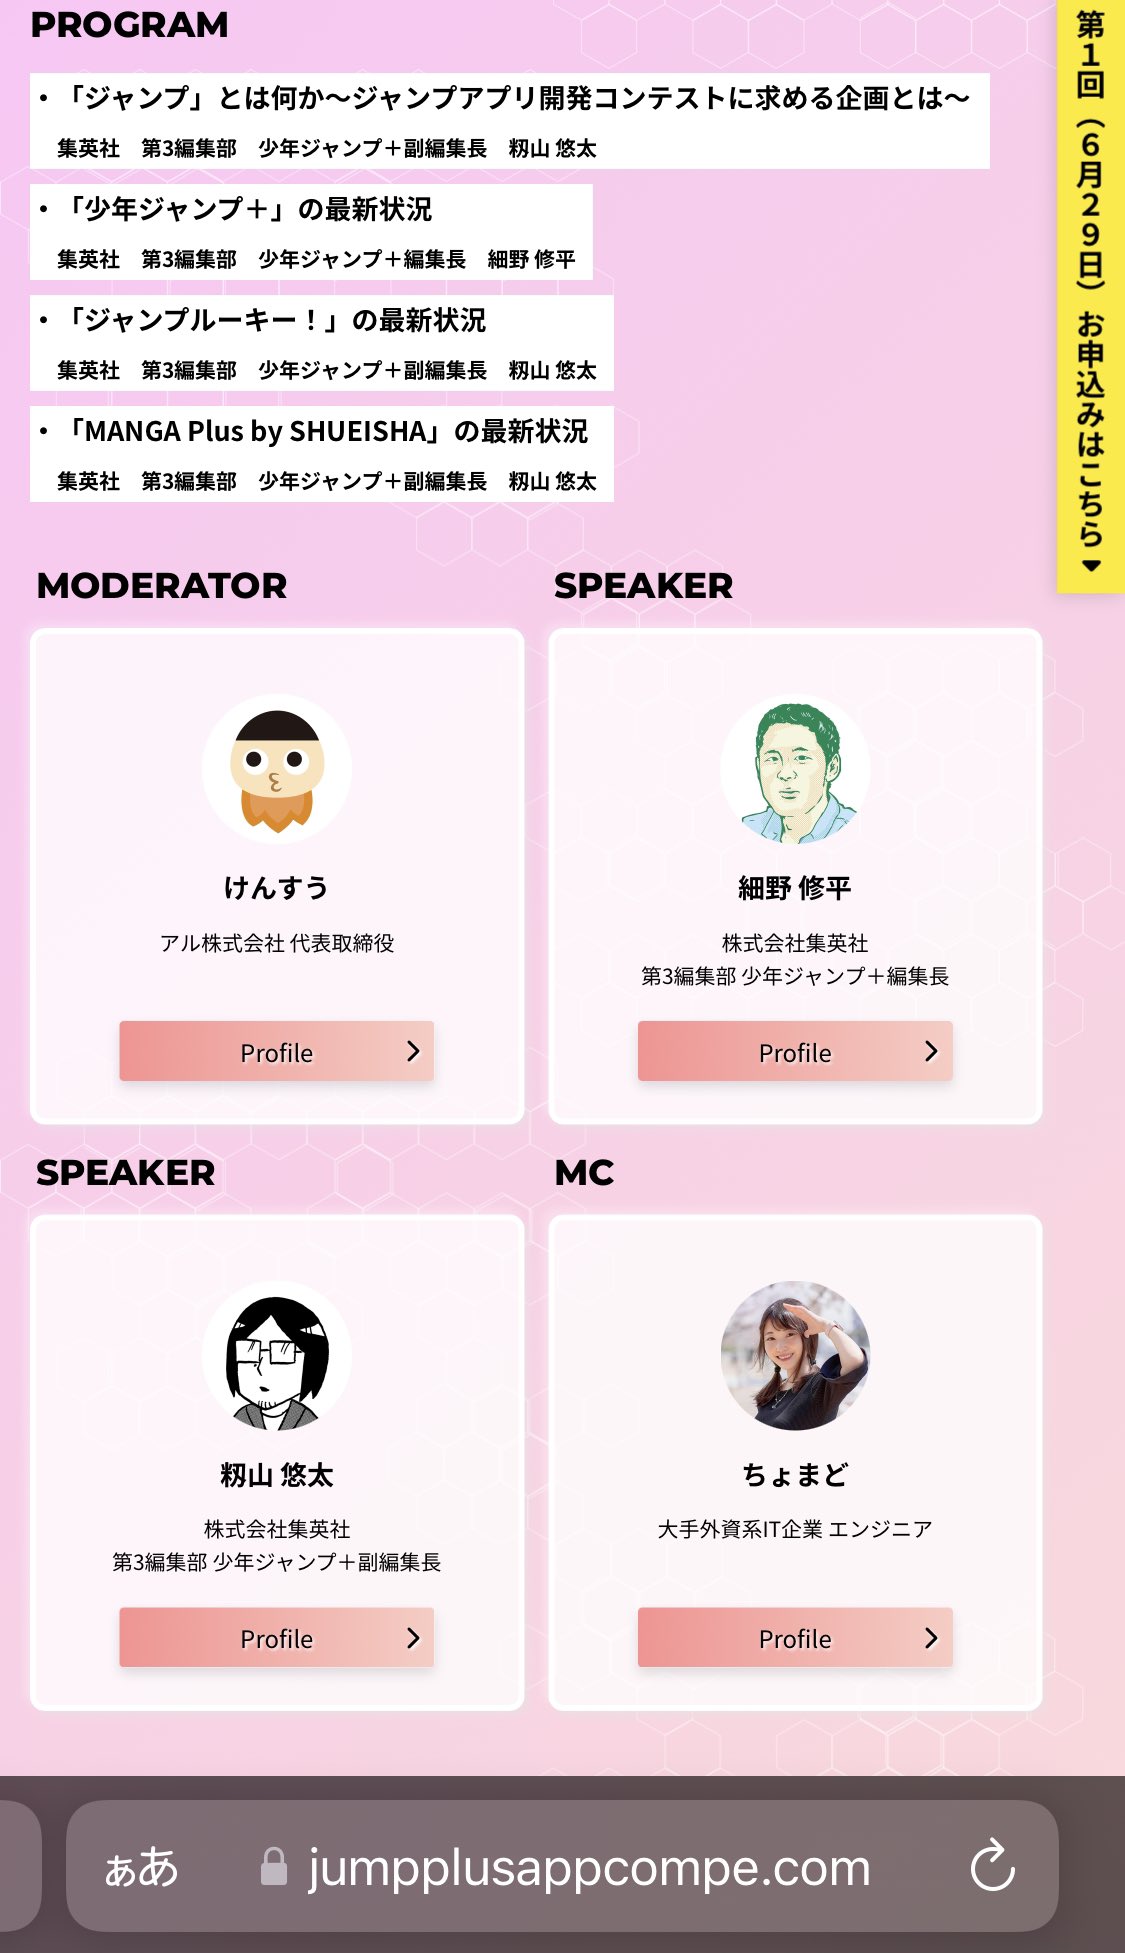 PROGRAM
・「ジャンプ」とは何か〜ジャンプアプリ開発コンテストに求める企画とは〜
集英社　第3編集部　少年ジャンプ＋副編集長　籾山 悠太
・「少年ジャンプ＋」の最新状況
集英社　第3編集部　少年ジャンプ＋編集長　細野 修平
・「ジャンプルーキー！」の最新状況
集英社　第3編集部　少年ジャンプ＋副編集長　籾山 悠太
・「MANGA Plus by SHUEISHA」の最新状況
集英社　第3編集部　少年ジャンプ＋副編集長　籾山 悠太
第1回（6月29日）お申込みはこちら
MODERATOR
けんすう
アル株式会社 代表取締役
Profile
SPEAKER
細野 修平
株式会社集英社
第3編集部 少年ジャンプ＋編集長
Profile
SPEAKER
籾山 悠太
株式会社集英社
第3編集部 少年ジャンプ＋副編集長
Profile
MC
ちょまど
大手外資系IT企業 エンジニア
Profile
ぁあ
jumpplusappcompe.com